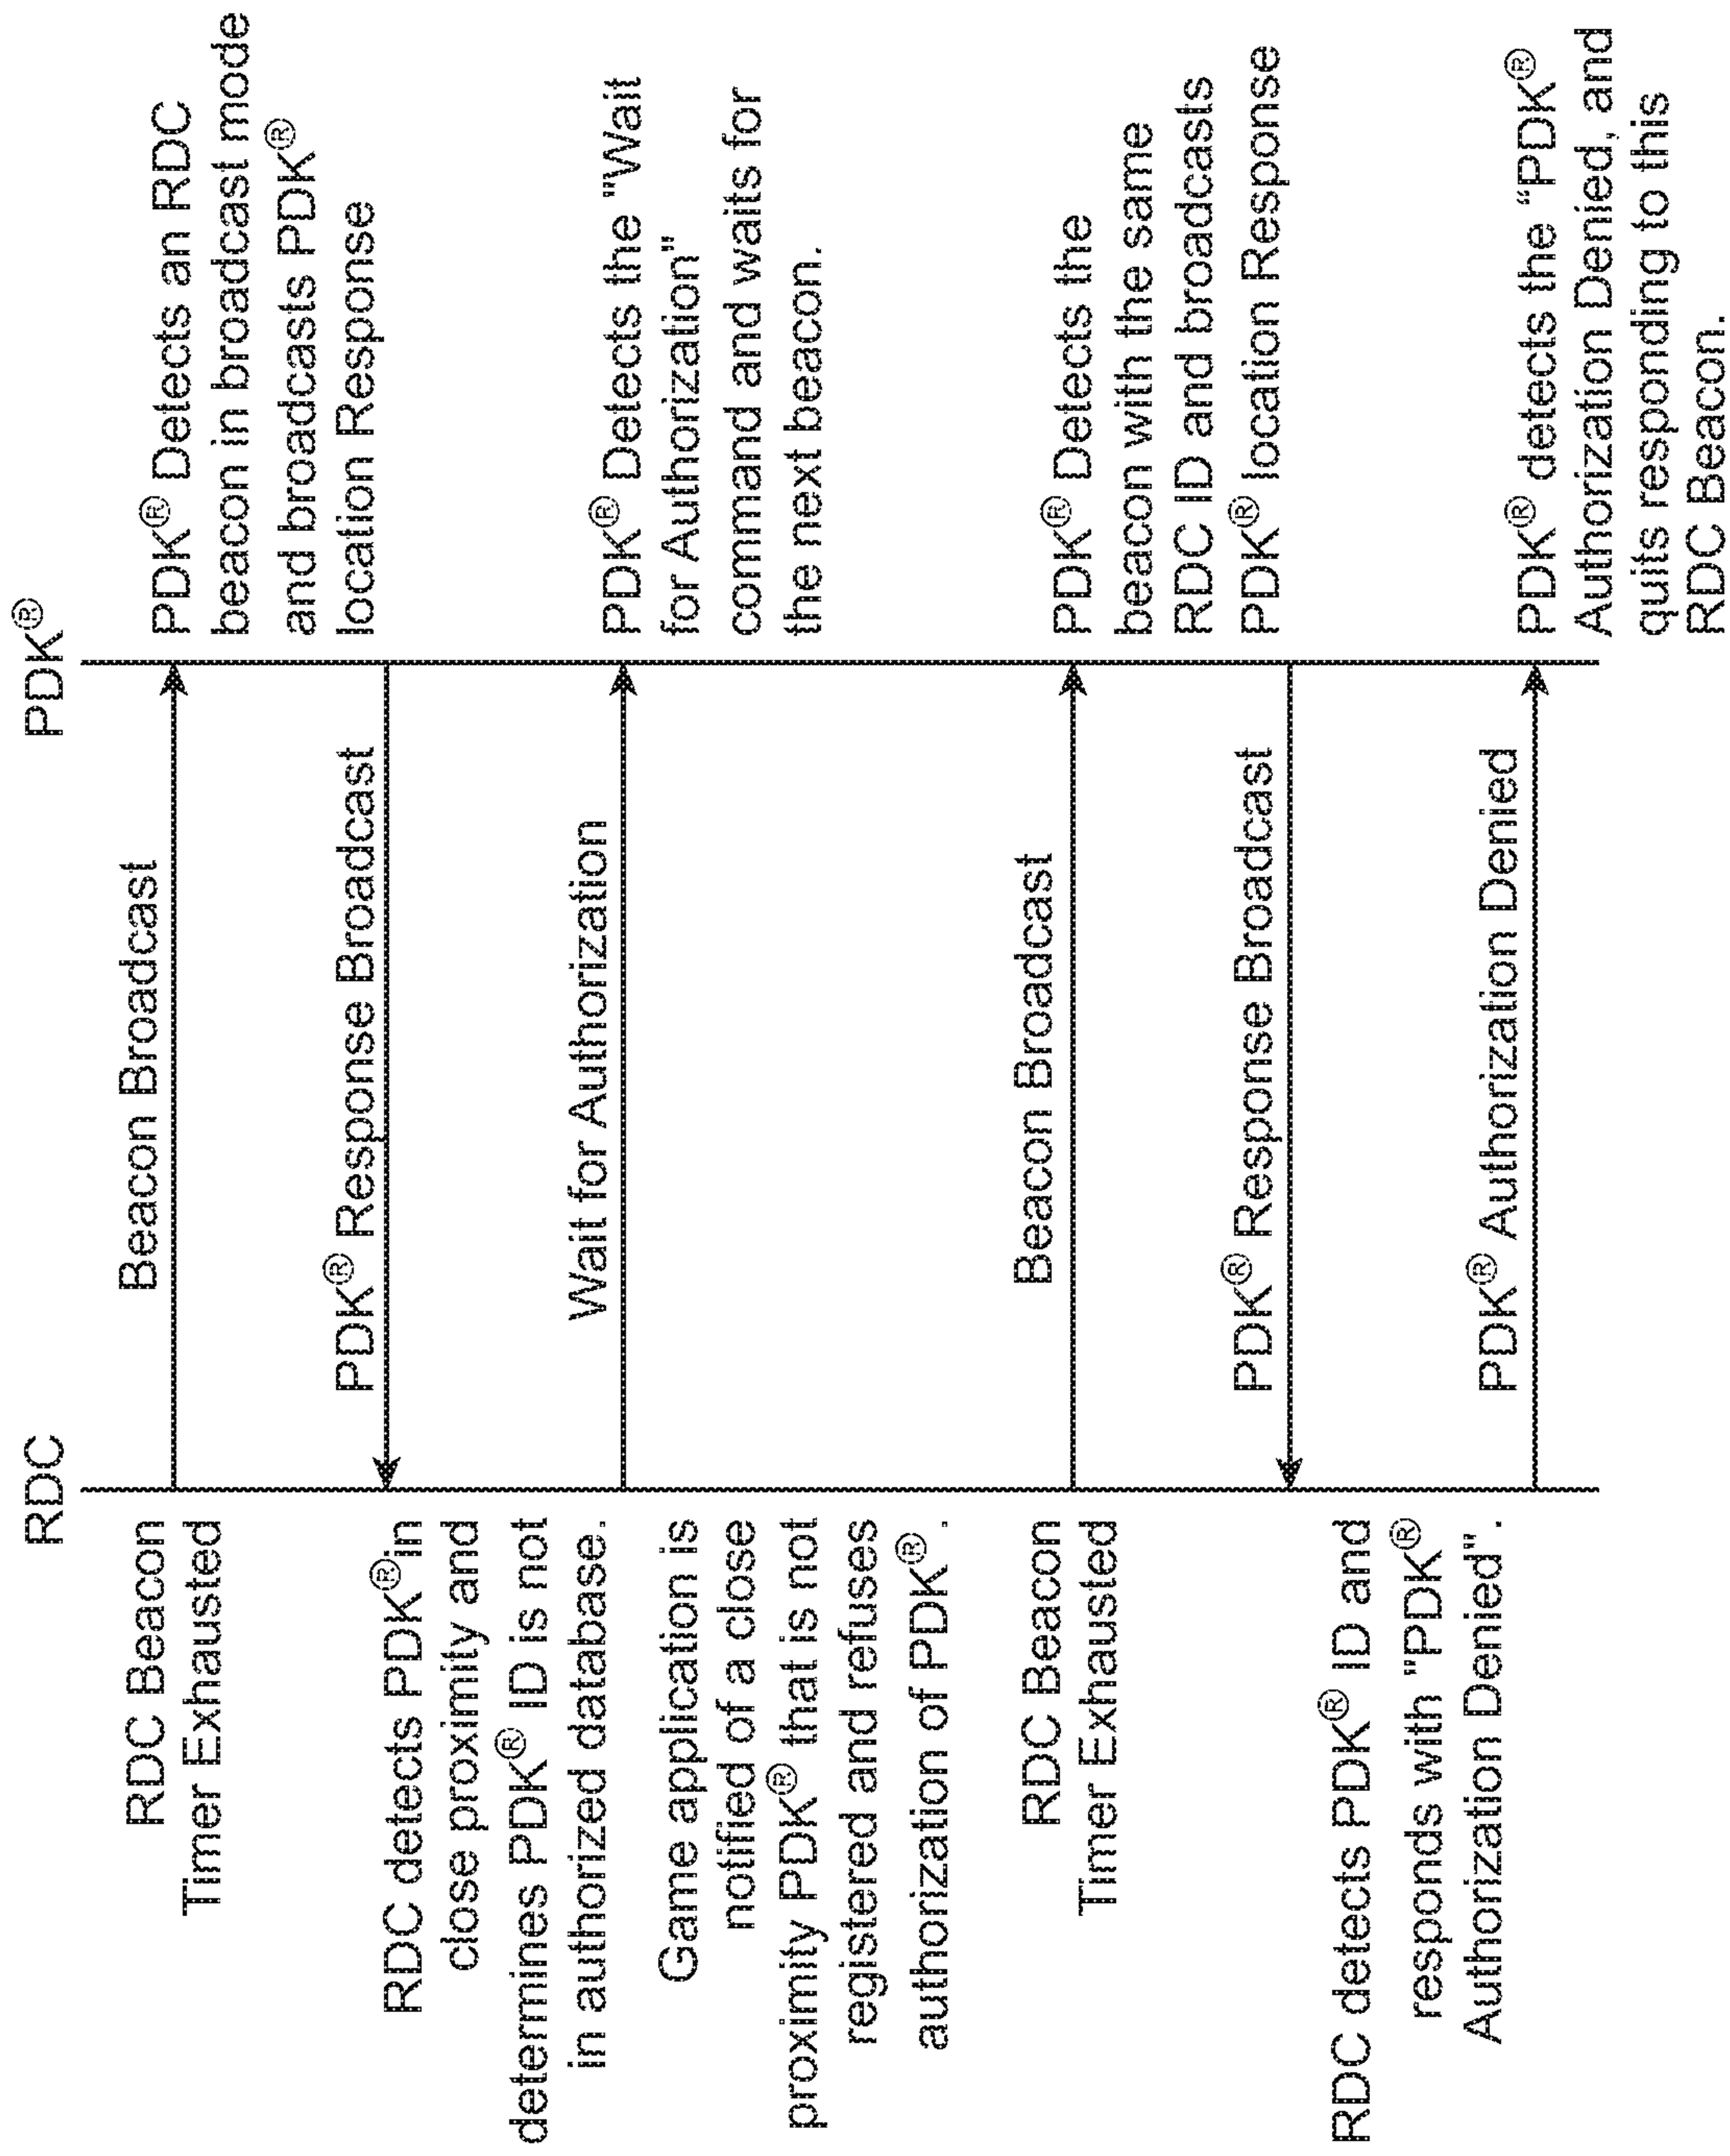 RDC
PDK®
RDC Beacon
Timer Exhausted
Beacon Broadcast
PDK® Detects an RDC
beacon in broadcast mode
and broadcasts PDK®
location Response
PDK® Response Broadcast
RDC detects PDK® in
close proximity and
determines PDK® ID is not
in authorized database.
Wait for Authorization
PDK® Detects the "Wait
for Authorization"
command and waits for
the next beacon.
Game application is
notified of a close
proximity PDK® that is not
registered and refuses
authorization of PDK®.
RDC Beacon
Timer Exhausted
Beacon Broadcast
PDK® Detects the
beacon with the same
RDC ID and broadcasts
PDK® location Response
PDK® Response Broadcast
RDC detects PDK® ID and
responds with "PDK®
Authorization Denied".
PDK® Authorization Denied
PDK® detects the “PDK®
Authorization Denied, and
quits responding to this
RDC Beacon.